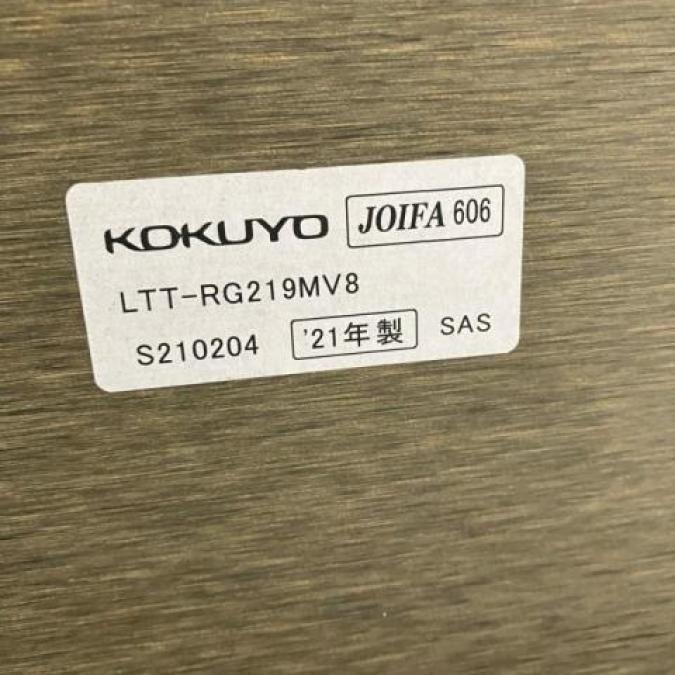 KOKUYO JOIFA 606
LTT-RG219MV8
S210204 '21年製 SAS